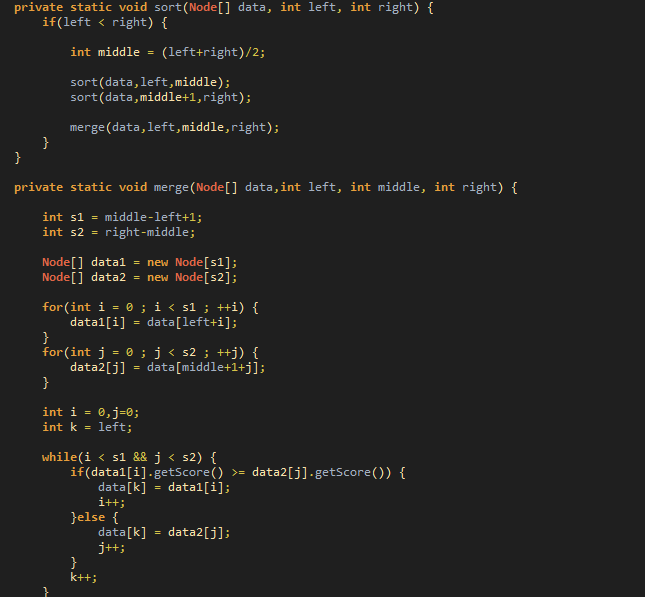 private static void sort(Node[] data, int left, int right) {
if(left < right) {
int middle = (left+right)/2;
sort(data,left,middle);
sort(data,middle+1,right);
merge(data,left,middle,right);
}
}
private static void merge(Node[] data,int left, int middle, int right) {
int s1 = middle-left+1;
int s2 = right-middle;
Node[] data1 = new Node[s1];
Node[] data2 = new Node[s2];
for(int i = 0 ; i < s1 ; ++i) {
data1[i] = data[left+i];
}
for(int j = 0 ; j < s2 ; ++j) {
data2[j] = data[middle+1+j];
}
int i = 0,j=0;
int k = left;
while(i < s1 && j < s2) {
if(data1[i].getScore() >= data2[j].getScore()) {
data[k] = data1[i];
i++;
}else {
data[k] = data2[j];
j++;
}
k++;
}